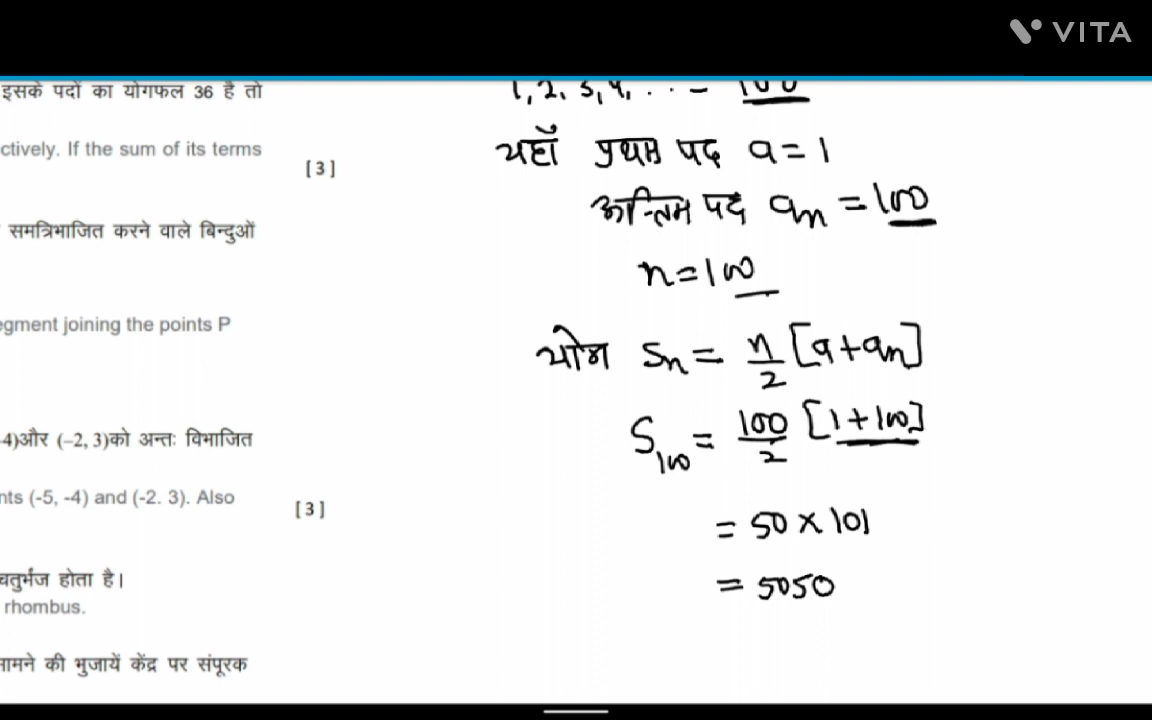 VITA
इसके पदों का योगफल 36 है तो
ctively. If the sum of its terms
[3]
समत्रिभाजित करने वाले बिन्दुओं
egment joining the points P
4)और (–2, 3)को अन्तः विभाजित
nts (-5, -4) and (-2. 3). Also
[3]
चतुर्भज होता है।
rhombus.
सामने की भुजायें केंद्र पर संपूरक
1, 2, 3, 4, . . - 100
यहाँ प्रथम पद a = 1
अन्तिम पद an = 100
n = 100
योग Sn = n/2 [a + an]
S100 = 100/2 [1 + 100]
= 50 × 101
= 5050